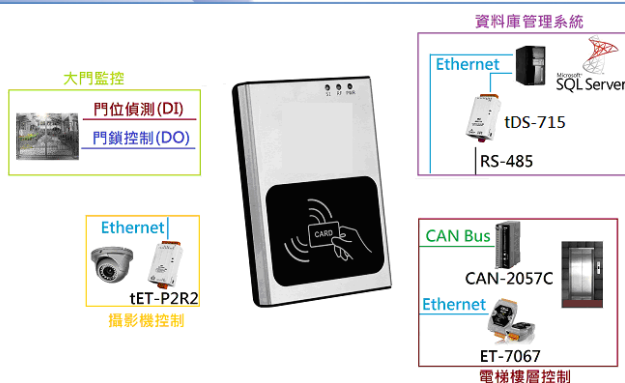 資料庫管理系統
Ethernet
Microsoft
SQL Server
tDS-715
RS-485
大門監控
門位偵測(DI)
門鎖控制(DO)
CARD
Ethernet
tET-P2R2
攝影機控制
CAN Bus
CAN-2057C
Ethernet
ET-7067
電梯樓層控制